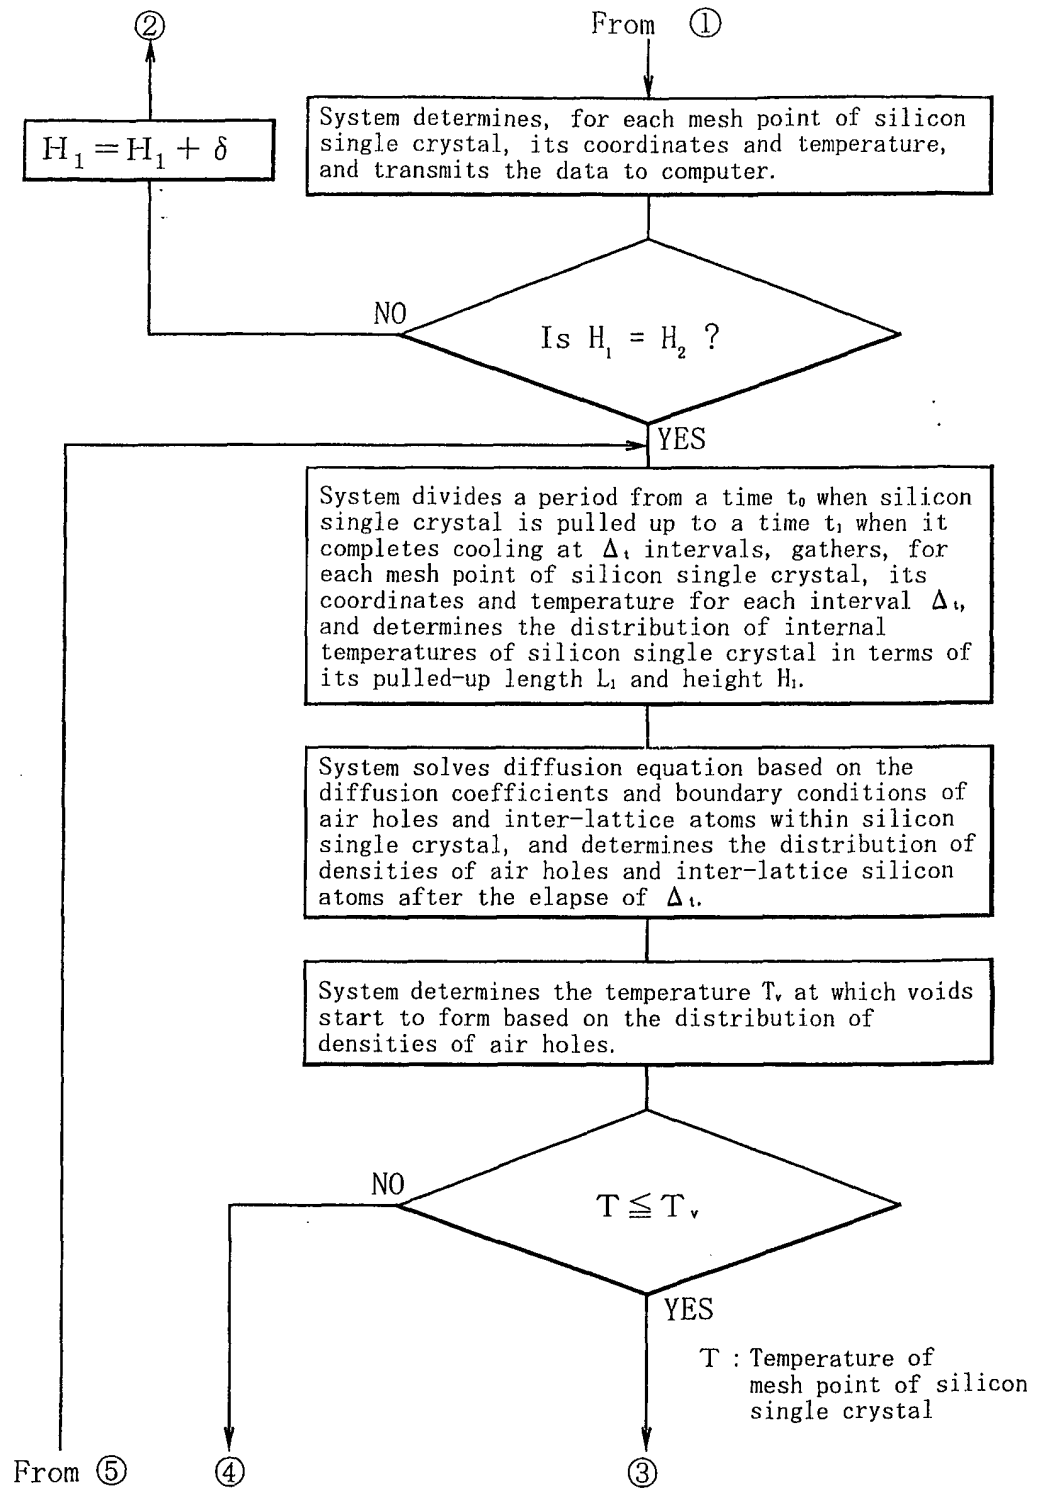 ②
From ①
System determines, for each mesh point of silicon
single crystal, its coordinates and temperature,
and transmits the data to computer.
H₁ = H₁ + δ
NO
Is H₁ = H₂ ?
YES
System divides a period from a time t₀ when silicon
single crystal is pulled up to a time t₁ when it
completes cooling at Δt intervals, gathers, for
each mesh point of silicon single crystal, its
coordinates and temperature for each interval Δt,
and determines the distribution of internal
temperatures of silicon single crystal in terms of
its pulled-up length L₁ and height H₁.
System solves diffusion equation based on the
diffusion coefficients and boundary conditions of
air holes and inter-lattice atoms within silicon
single crystal, and determines the distribution of
densities of air holes and inter-lattice silicon
atoms after the elapse of Δt.
System determines the temperature Tᵥ at which voids
start to form based on the distribution of
densities of air holes.
NO
T ≦ Tᵥ
YES
T : Temperature of
mesh point of silicon
single crystal
From ⑤
④
③